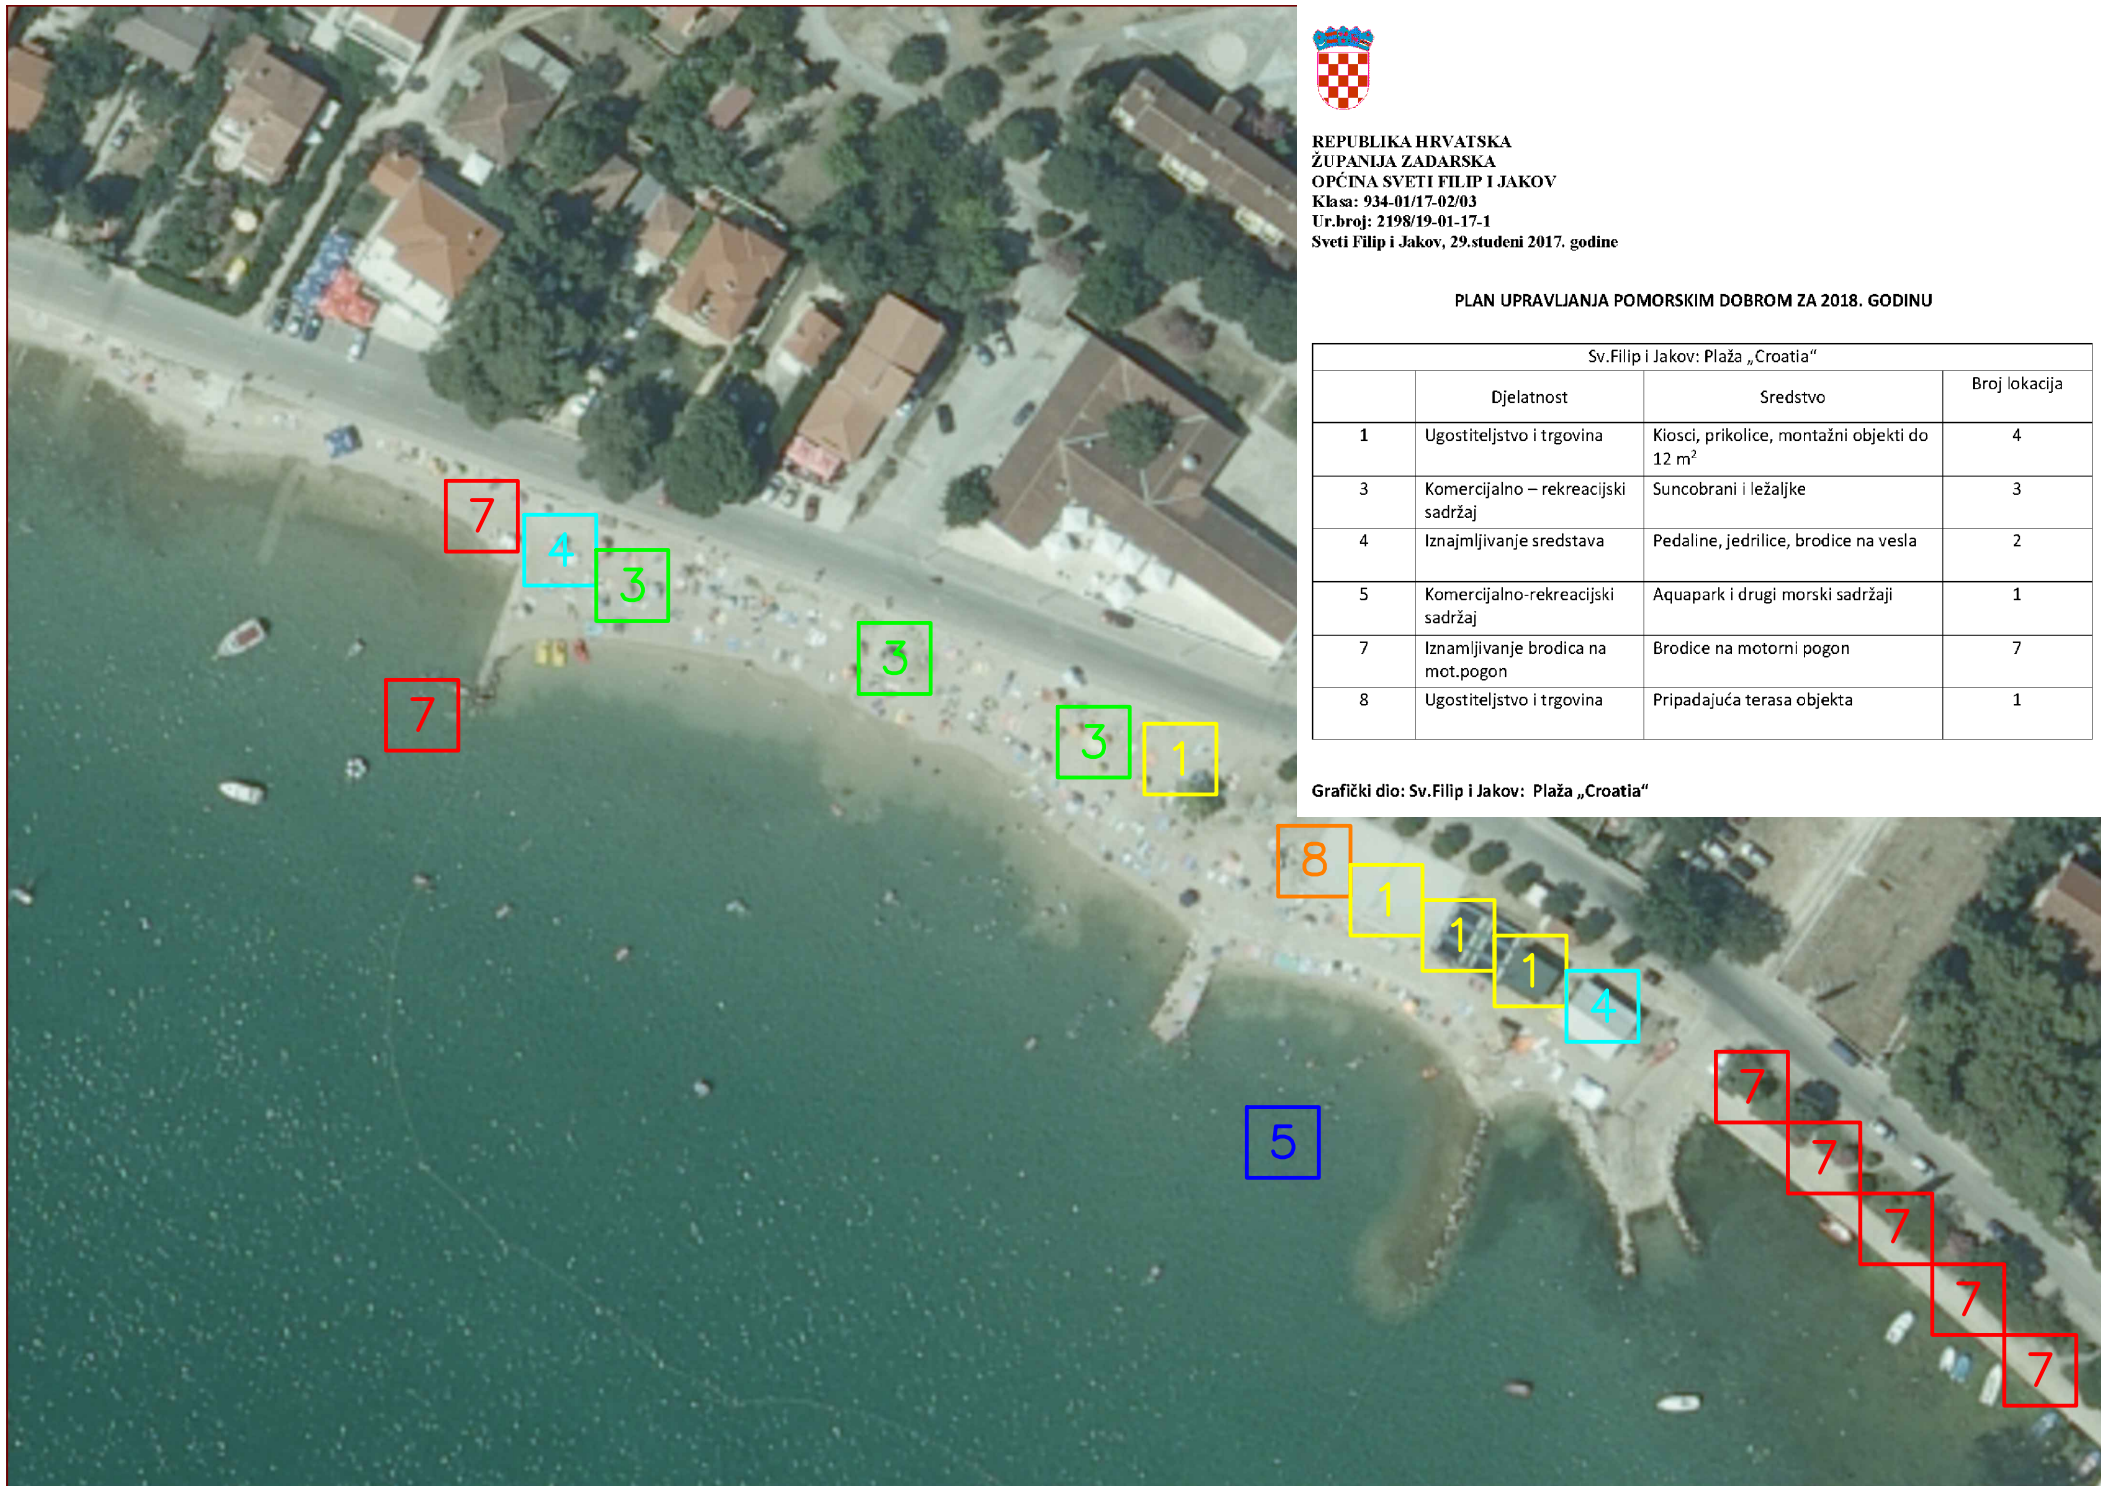 REPUBLIKA HRVATSKA
ŽUPANIJA ZADARSKA
OPĆINA SVETI FILIP I JAKOV
Klasa: 934-01/17-02/03
Ur.broj: 2198/19-01-17-1
Sveti Filip i Jakov, 29.studeni 2017. godine
PLAN UPRAVLJANJA POMORSKIM DOBROM ZA 2018. GODINU
Sv.Filip i Jakov: Plaža „Croatia“
Djelatnost Sredstvo Broj lokacija
1 Ugostiteljstvo i trgovina Kiosci, prikolice, montažni objekti do 12 m² 4
3 Komercijalno – rekreacijski sadržaj Suncobrani i ležaljke 3
4 Iznajmljivanje sredstava Pedaline, jedrilice, brodice na vesla 2
5 Komercijalno-rekreacijski sadržaj Aquapark i drugi morski sadržaji 1
7 Iznamljivanje brodica na mot.pogon Brodice na motorni pogon 7
8 Ugostiteljstvo i trgovina Pripadajuća terasa objekta 1
Grafički dio: Sv.Filip i Jakov: Plaža „Croatia“
7
4
3
3
7
3
1
8
1
1
1
4
7
5
7
7
7
7